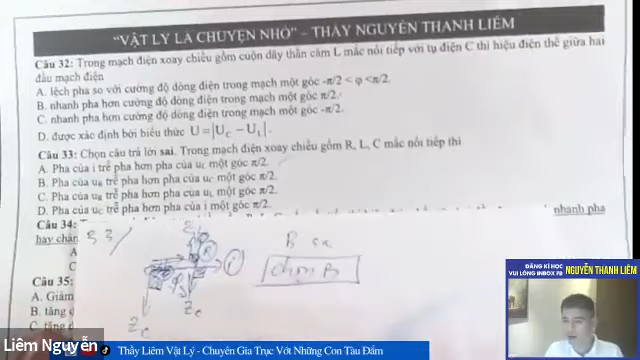 "VẬT LÝ LÀ CHUYỆN NHỎ" - THẦY NGUYỄN THANH LIÊM
Câu 32: Trong mạch điện xoay chiều gồm cuộn dây thần cảm L mắc nối tiếp với tụ điện C thì hiệu điện thế giữa hai
đầu mạch điện
A. lệch pha so với cường độ dòng điện trong mạch một góc -π/2 < φ < π/2.
B. nhanh pha hơn cường độ dòng điện trong mạch một góc π/2.
C. nhanh pha hơn cường độ dòng điện trong mạch một góc -π/2.
D. được xác định bởi biểu thức U = |U_C − U_L|.
Câu 33: Chọn câu trả lời sai. Trong mạch điện xoay chiều gồm R, L, C mắc nối tiếp thì
A. Pha của i trễ pha hơn pha của u_L một góc π/2.
B. Pha của u_R trễ pha hơn pha của u_C một góc π/2.
C. Pha của u_R trễ pha hơn pha của u_L một góc π/2.
D. Pha của u_C trễ pha hơn pha của i một góc π/2.
Câu 34:
nhanh pha
hay chậm
33/
R
i
B sai
chọn B
A
C
Câu 35:
A. Giảm
B. tăng
C. tăng
Z_C
Z_C
ĐĂNG KÍ HỌC
VUI LÒNG INBOX FB
NGUYỄN THANH LIÊM
Liêm Nguyễn
Thầy Liêm Vật Lý - Chuyên Gia Trục Vớt Những Con Tàu Đắm